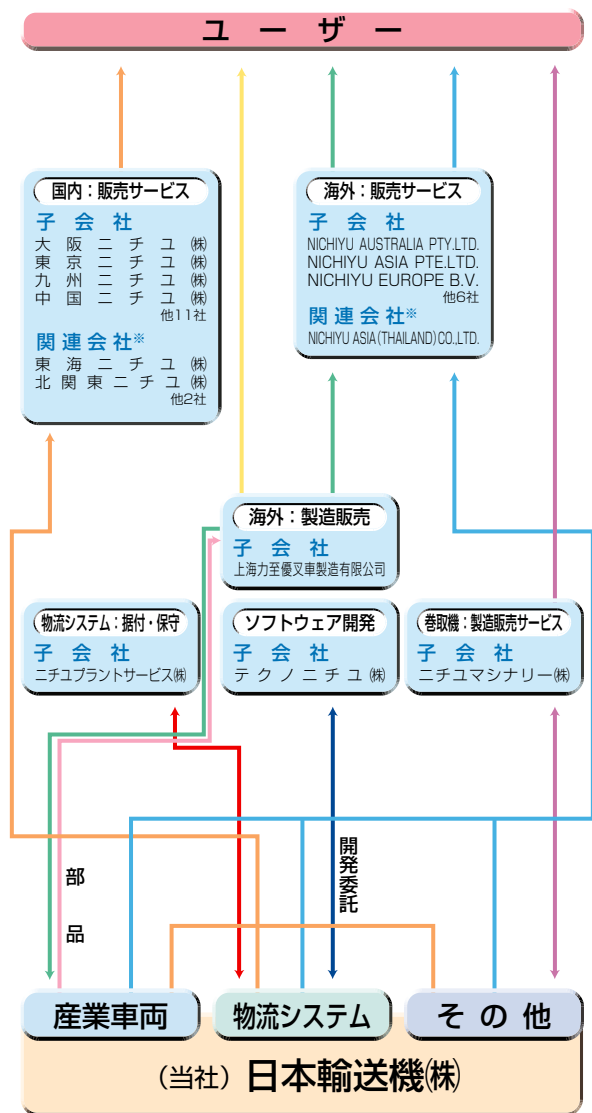 ユーザー
国内：販売サービス
子会社
大阪ニチユ㈱
東京ニチユ㈱
九州ニチユ㈱
中国ニチユ㈱
他11社
関連会社※
東海ニチユ㈱
北関東ニチユ㈱
他2社
海外：販売サービス
子会社
NICHIYU AUSTRALIA PTY.LTD.
NICHIYU ASIA PTE.LTD.
NICHIYU EUROPE B.V.
他6社
関連会社※
NICHIYU ASIA(THAILAND)CO.,LTD.
海外：製造販売
子会社
上海力至優叉車製造有限公司
物流システム：据付・保守
子会社
ニチユプラントサービス㈱
ソフトウェア開発
子会社
テクノニチユ㈱
巻取機：製造販売サービス
子会社
ニチユマシナリー㈱
部品
開発委託
産業車両
物流システム
その他
（当社）日本輸送機㈱